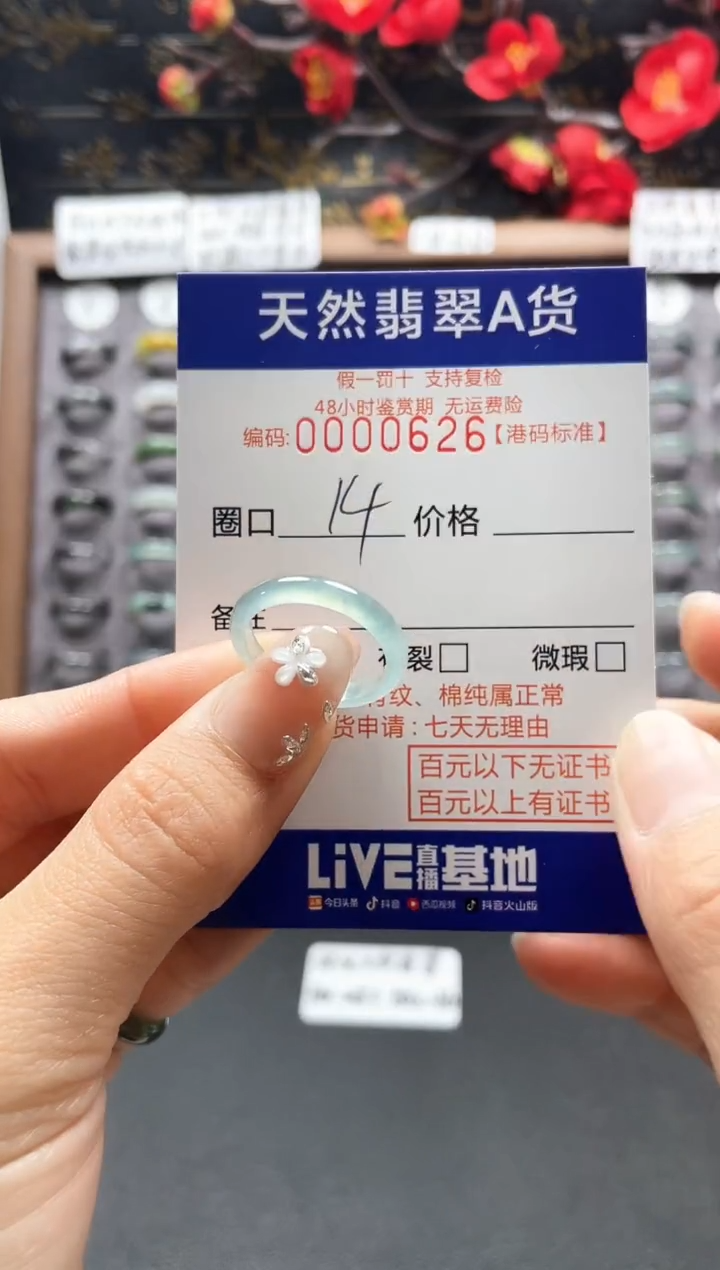 天然翡翠A货
假一罚十 支持复检
48小时鉴赏期 无运费险
编码:0000626【港码标准】
圈口 14 价格
备注
裂□ 微瑕□
纹、棉纯属正常
货申请:七天无理由
百元以下无证书
百元以上有证书
LiVE直播基地
今日头条 抖音 西瓜视频 抖音火山版